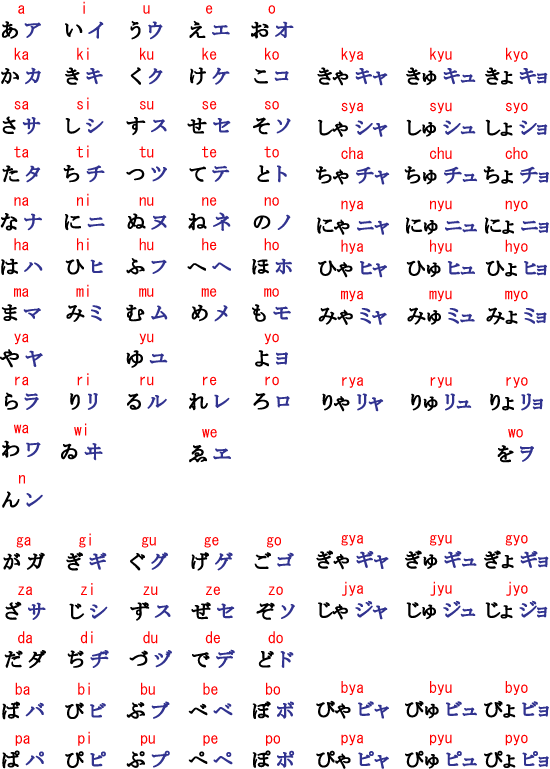 a i u e o
あ ア い イ う ウ え エ お オ
ka ki ku ke ko kya kyu kyo
か カ き キ く ク け ケ こ コ きゃ キャ きゅ キュ きょ キョ
sa si su se so sya syu syo
さ サ し シ す ス せ セ そ ソ しゃ シャ しゅ シュ しょ ショ
ta ti tu te to cha chu cho
た タ ち チ つ ツ て テ と ト ちゃ チャ ちゅ チュ ちょ チョ
na ni nu ne no nya nyu nyo
な ナ に ニ ぬ ヌ ね ネ の ノ にゃ ニャ にゅ ニュ にょ ニョ
ha hi hu he ho hya hyu hyo
は ハ ひ ヒ ふ フ へ ヘ ほ ホ ひゃ ヒャ ひゅ ヒュ ひょ ヒョ
ma mi mu me mo mya myu myo
ま マ み ミ む ム め メ も モ みゃ ミャ みゅ ミュ みょ ミョ
ya yu yo
や ヤ ゆ ユ よ ヨ
ra ri ru re ro rya ryu ryo
ら ラ り リ る ル れ レ ろ ロ りゃ リャ りゅ リュ りょ リョ
wa wi we wo
わ ワ ゐ ヰ ゑ ヱ を ヲ
n
ん ン
ga gi gu ge go gya gyu gyo
が ガ ぎ ギ ぐ グ げ ゲ ご ゴ ぎゃ ギャ ぎゅ ギュ ぎょ ギョ
za zi zu ze zo jya jyu jyo
ざ サ じ シ ず ス ぜ セ ぞ ソ じゃ ジャ じゅ ジュ じょ ジョ
da di du de do
だ ダ ぢ ヂ づ ヅ で デ ど ド
ba bi bu be bo bya byu byo
ば バ び ビ ぶ ブ べ ベ ぼ ボ びゃ ビャ びゅ ビュ びょ ビョ
pa pi pu pe po pya pyu pyo
ぱ パ ぴ ピ ぷ プ ぺ ペ ぽ ポ ぴゃ ピャ ぴゅ ピュ ぴょ ピョ